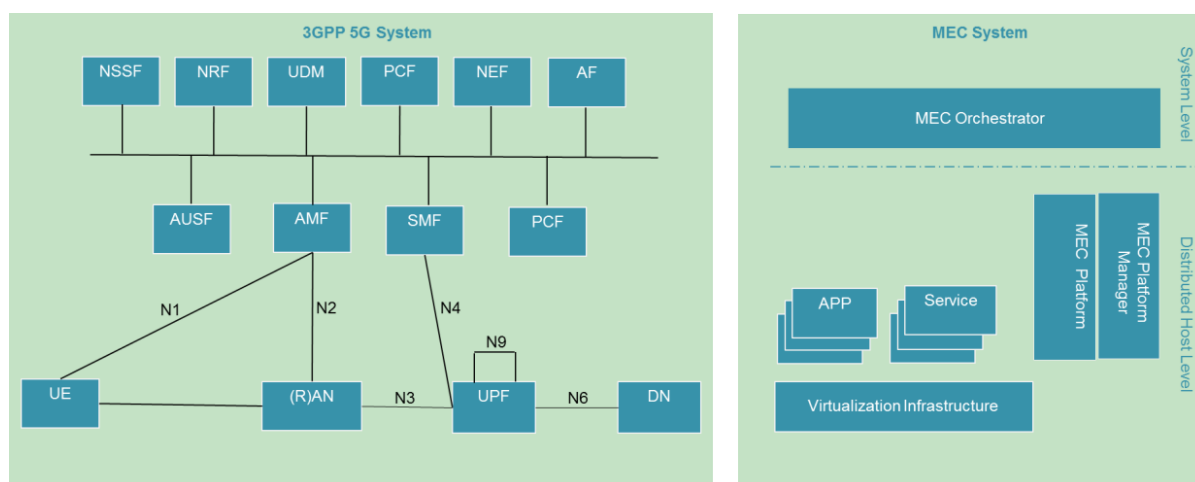 3GPP 5G System
NSSF
NRF
UDM
PCF
NEF
AF
AUSF
AMF
SMF
PCF
N1
N2
N4
N9
UE
(R)AN
N3
UPF
N6
DN
MEC System
System Level
MEC Orchestrator
Distributed Host Level
MEC Platform
MEC Platform
Manager
APP
Service
Virtualization Infrastructure